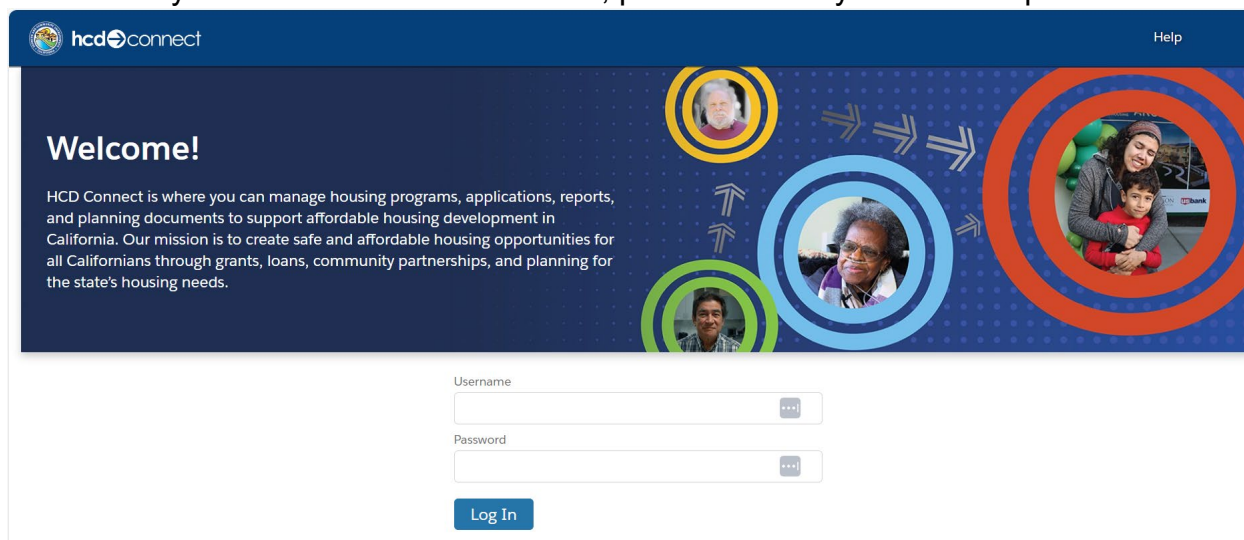 hcd connect
Help
Welcome!
HCD Connect is where you can manage housing programs, applications, reports,
and planning documents to support affordable housing development in
California. Our mission is to create safe and affordable housing opportunities for
all Californians through grants, loans, community partnerships, and planning for
the state's housing needs.
usbank
Username
Password
Log In